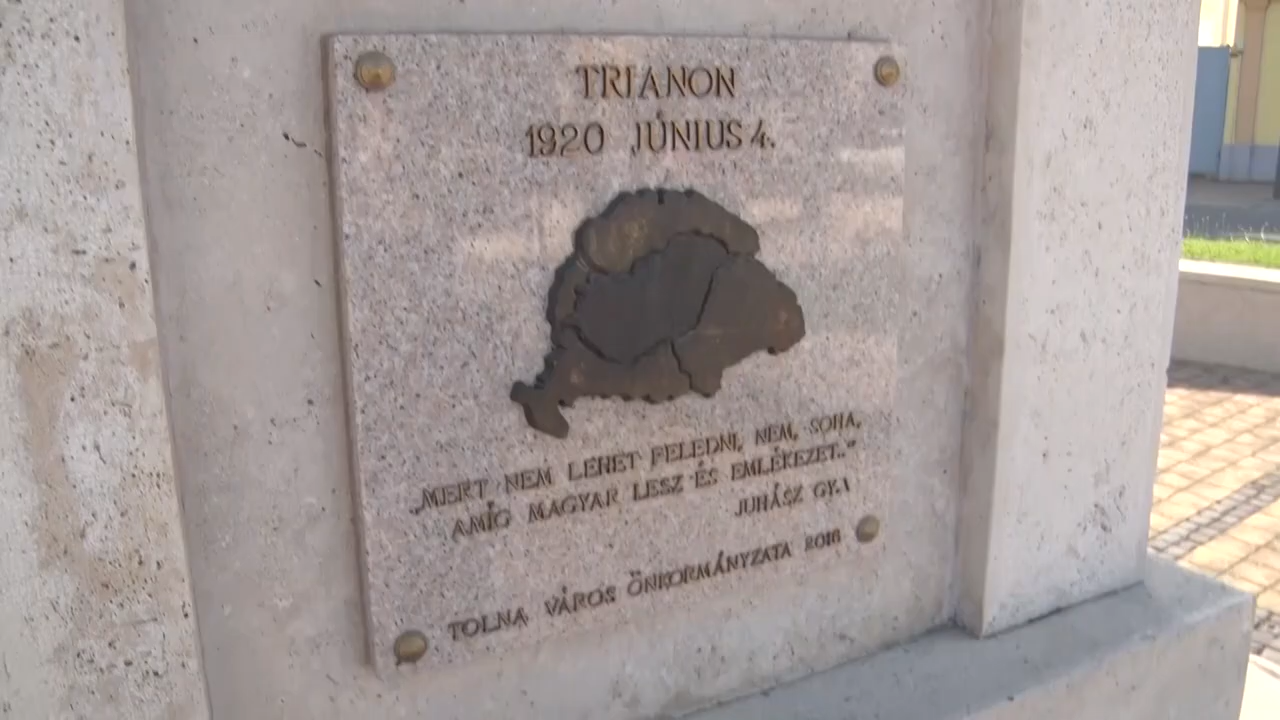 TRIANON
1920 JÚNIUS 4.
„MERT NEM LEHET FELEDNI, NEM, SOHA,
AMÍG MAGYAR LESZ ÉS EMLÉKEZET..”
JUHÁSZ GY.
TOLNA VÁROS ÖNKORMÁNYZATA 2016